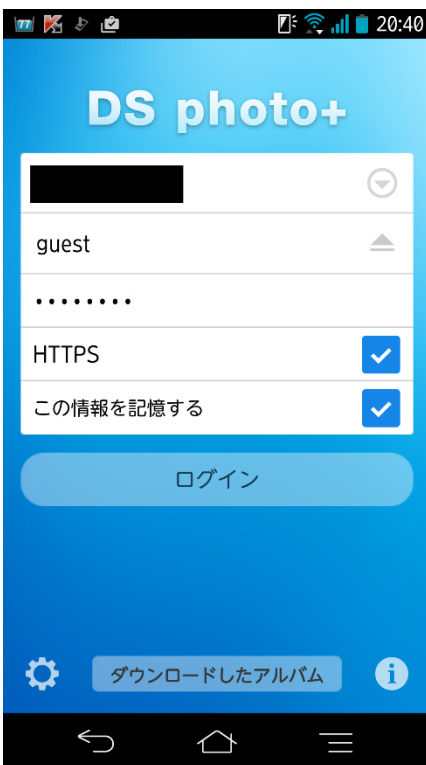 77 20:40
DS photo+
guest
••••••••
HTTPS
この情報を記憶する
ログイン
ダウンロードしたアルバム
i